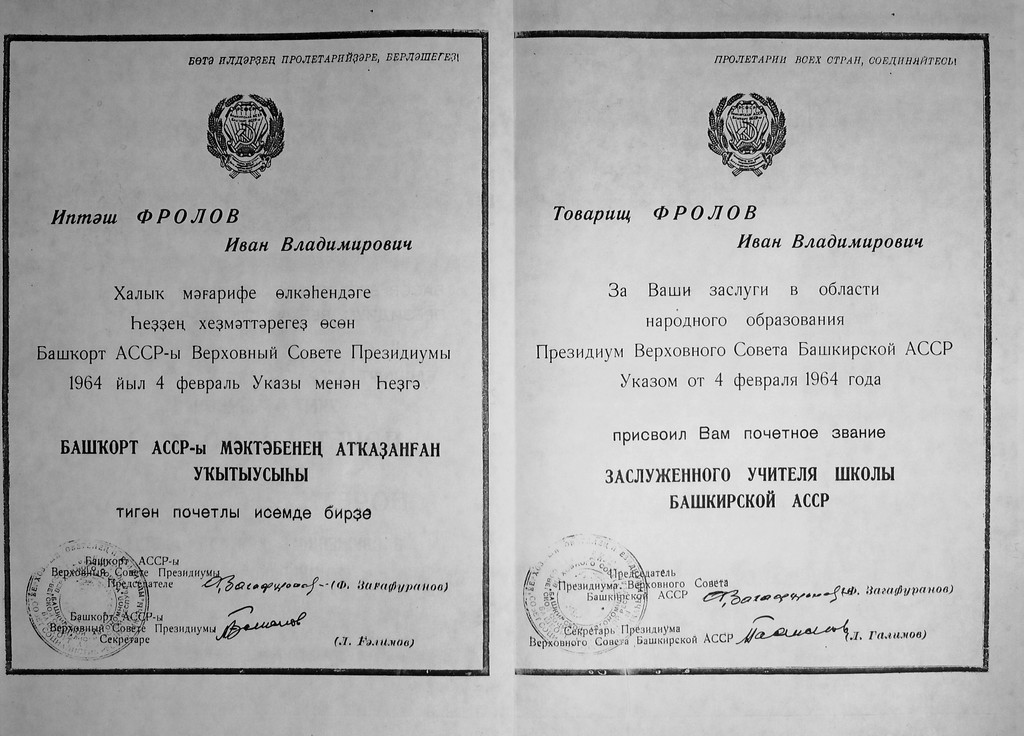 БӨТӘ ИЛДӘРҘЕҢ ПРОЛЕТАРИЙҘӘРЕ, БЕРЛӘШЕГЕҘ!
Иптәш ФРОЛОВ
Иван Владимирович
Халыҡ мәғарифе өлкәһендәге
Һеҙҙең хеҙмәттәрегеҙ өсөн
Башҡорт АССР-ы Верховный Совете Президиумы
1964 йыл 4 февраль Указы менән Һеҙгә
БАШҠОРТ АССР-ы МӘКТӘБЕНЕҢ АТҠАҘАНҒАН
УҠЫТЫУСЫҺЫ
тигән почетлы исемде бирҙе
Башҡорт АССР-ы
Верховный Совете Президиумы
Председателе
(Ф. Загафуранов)
Башҡорт АССР-ы
Верховный Совете Президиумы
Секретаре
(Л. Ғәлимов)
ПРОЛЕТАРИИ ВСЕХ СТРАН, СОЕДИНЯЙТЕСЬ!
Товарищ ФРОЛОВ
Иван Владимирович
За Ваши заслуги в области
народного образования
Президиум Верховного Совета Башкирской АССР
Указом от 4 февраля 1964 года
присвоил Вам почетное звание
ЗАСЛУЖЕННОГО УЧИТЕЛЯ ШКОЛЫ
БАШКИРСКОЙ АССР
Председатель
Президиума Верховного Совета
Башкирской АССР
(Ф. Загафуранов)
Секретарь Президиума
Верховного Совета Башкирской АССР
(Л. Галимов)